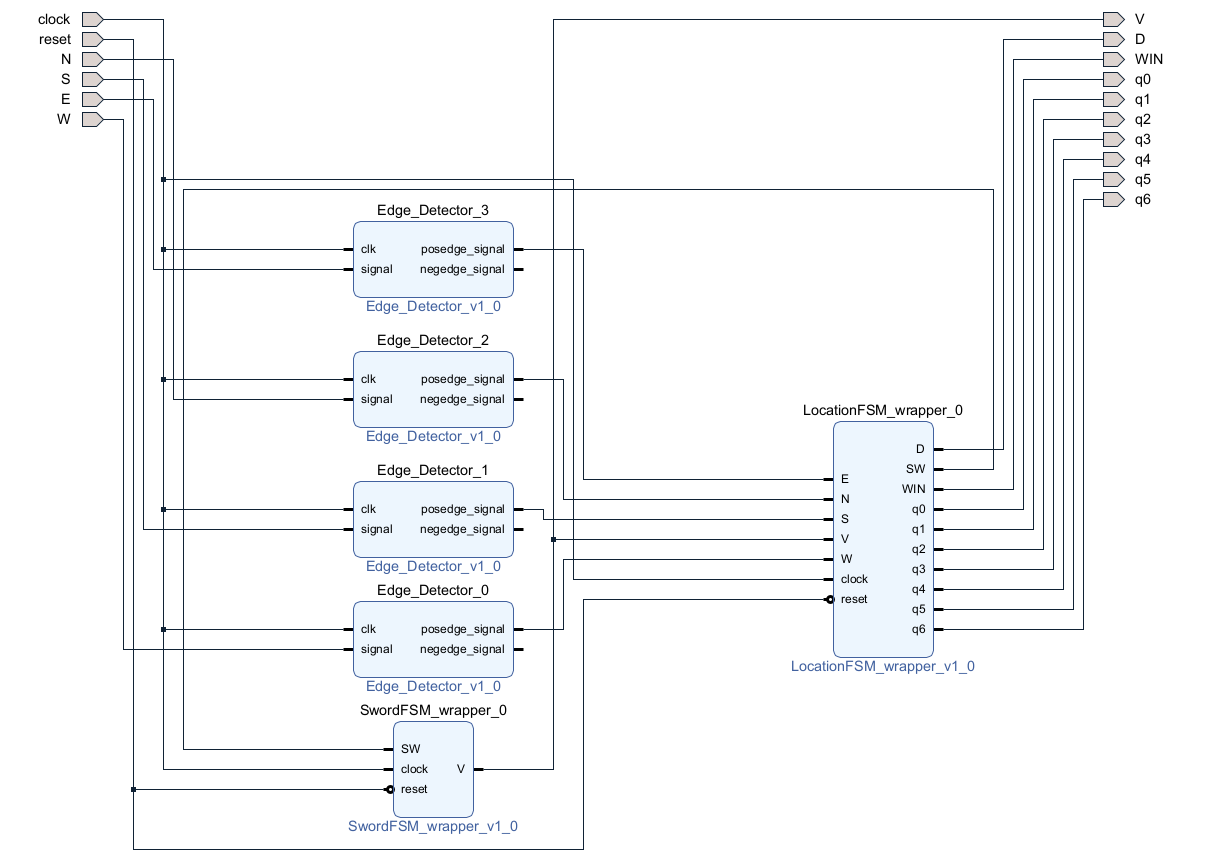 clock
reset
N
S
E
W
V
D
WIN
q0
q1
q2
q3
q4
q5
q6
Edge_Detector_3
clk posedge_signal
signal negedge_signal
Edge_Detector_v1_0
Edge_Detector_2
clk posedge_signal
signal negedge_signal
Edge_Detector_v1_0
Edge_Detector_1
clk posedge_signal
signal negedge_signal
Edge_Detector_v1_0
Edge_Detector_0
clk posedge_signal
signal negedge_signal
Edge_Detector_v1_0
SwordFSM_wrapper_0
SW
clock V
reset
SwordFSM_wrapper_v1_0
LocationFSM_wrapper_0
D
SW
E
WIN
N
q0
S
q1
V
q2
W
q3
clock
q4
reset
q5
q6
LocationFSM_wrapper_v1_0